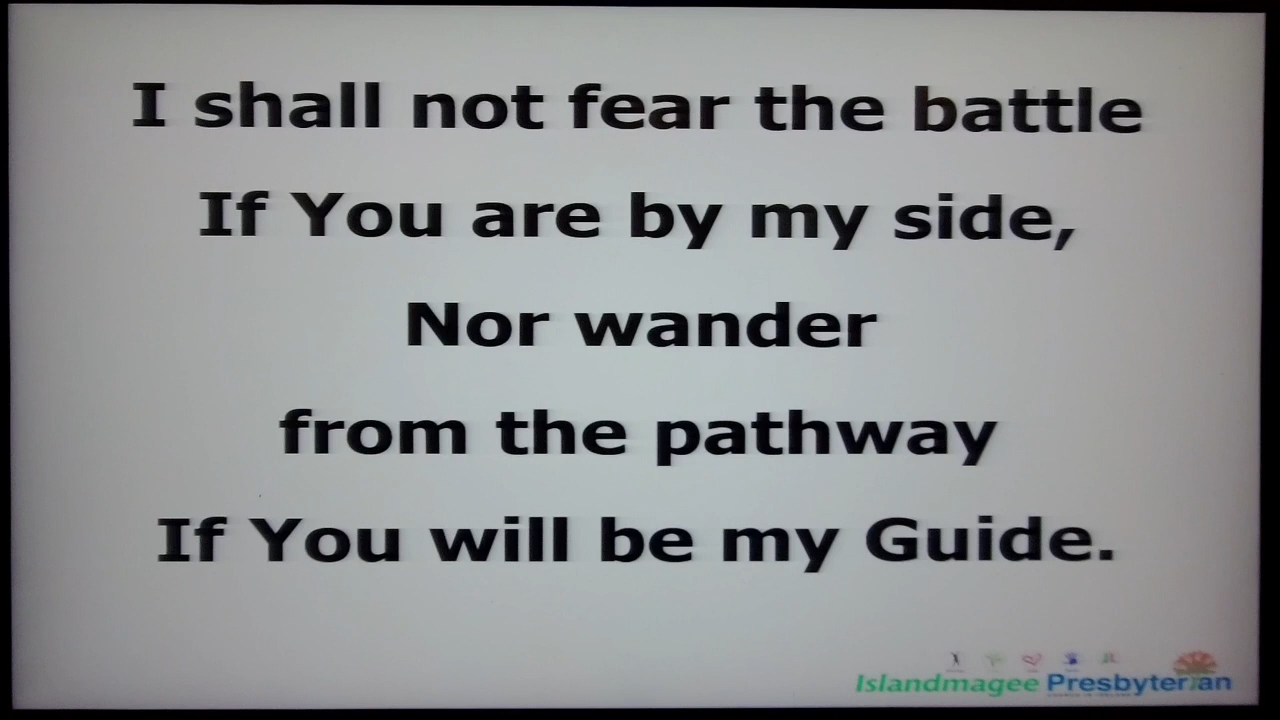 I shall not fear the battle
If You are by my side,
Nor wander
from the pathway
If You will be my Guide.
Islandmagee Presbyterian